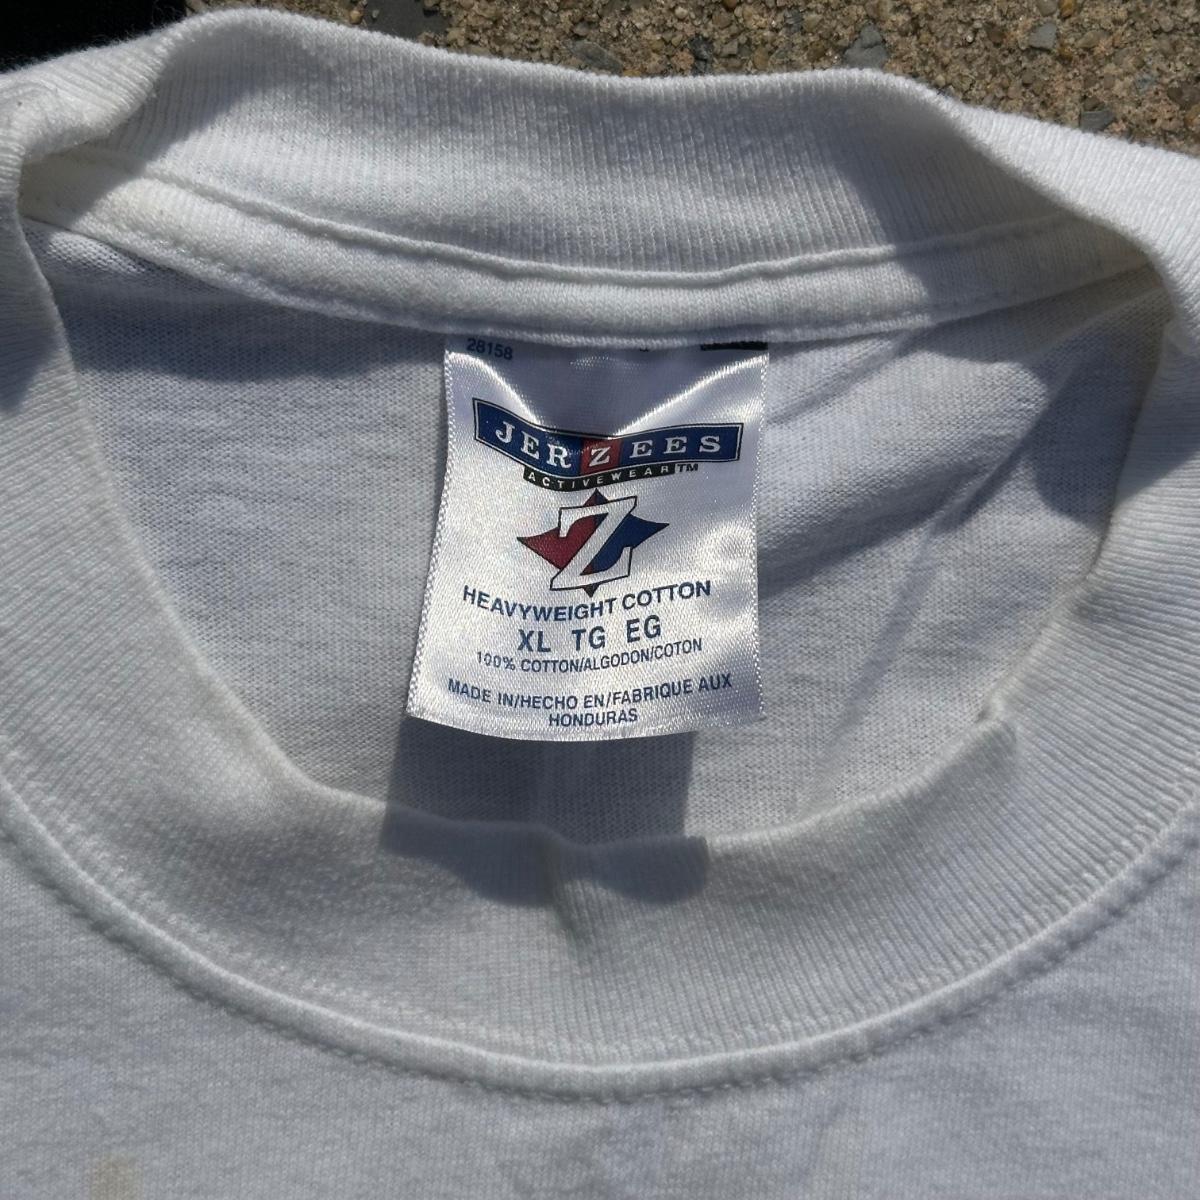 28158
JERZEES
ACTIVEWEAR™
Z
HEAVYWEIGHT COTTON
XL TG EG
100% COTTON/ALGODON/COTON
MADE IN/HECHO EN/FABRIQUE AUX
HONDURAS